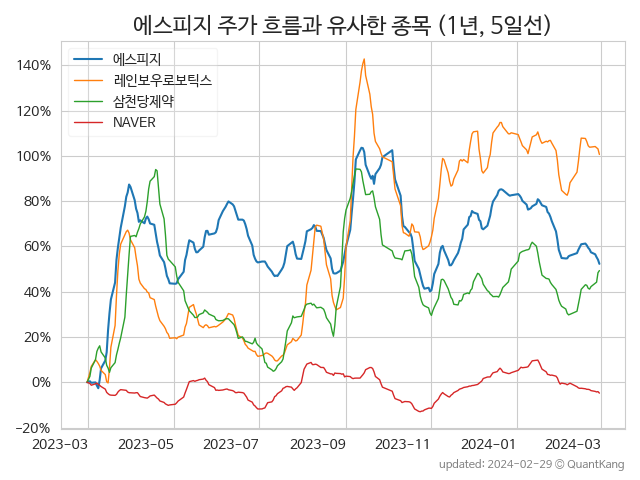 에스피지 주가 흐름과 유사한 종목 (1년, 5일선)
에스피지
레인보우로보틱스
삼천당제약
NAVER
140%
120%
100%
80%
60%
40%
20%
0%
−20%
2023-03 2023-05 2023-07 2023-09 2023-11 2024-01 2024-03
updated: 2024-02-29 © QuantKang